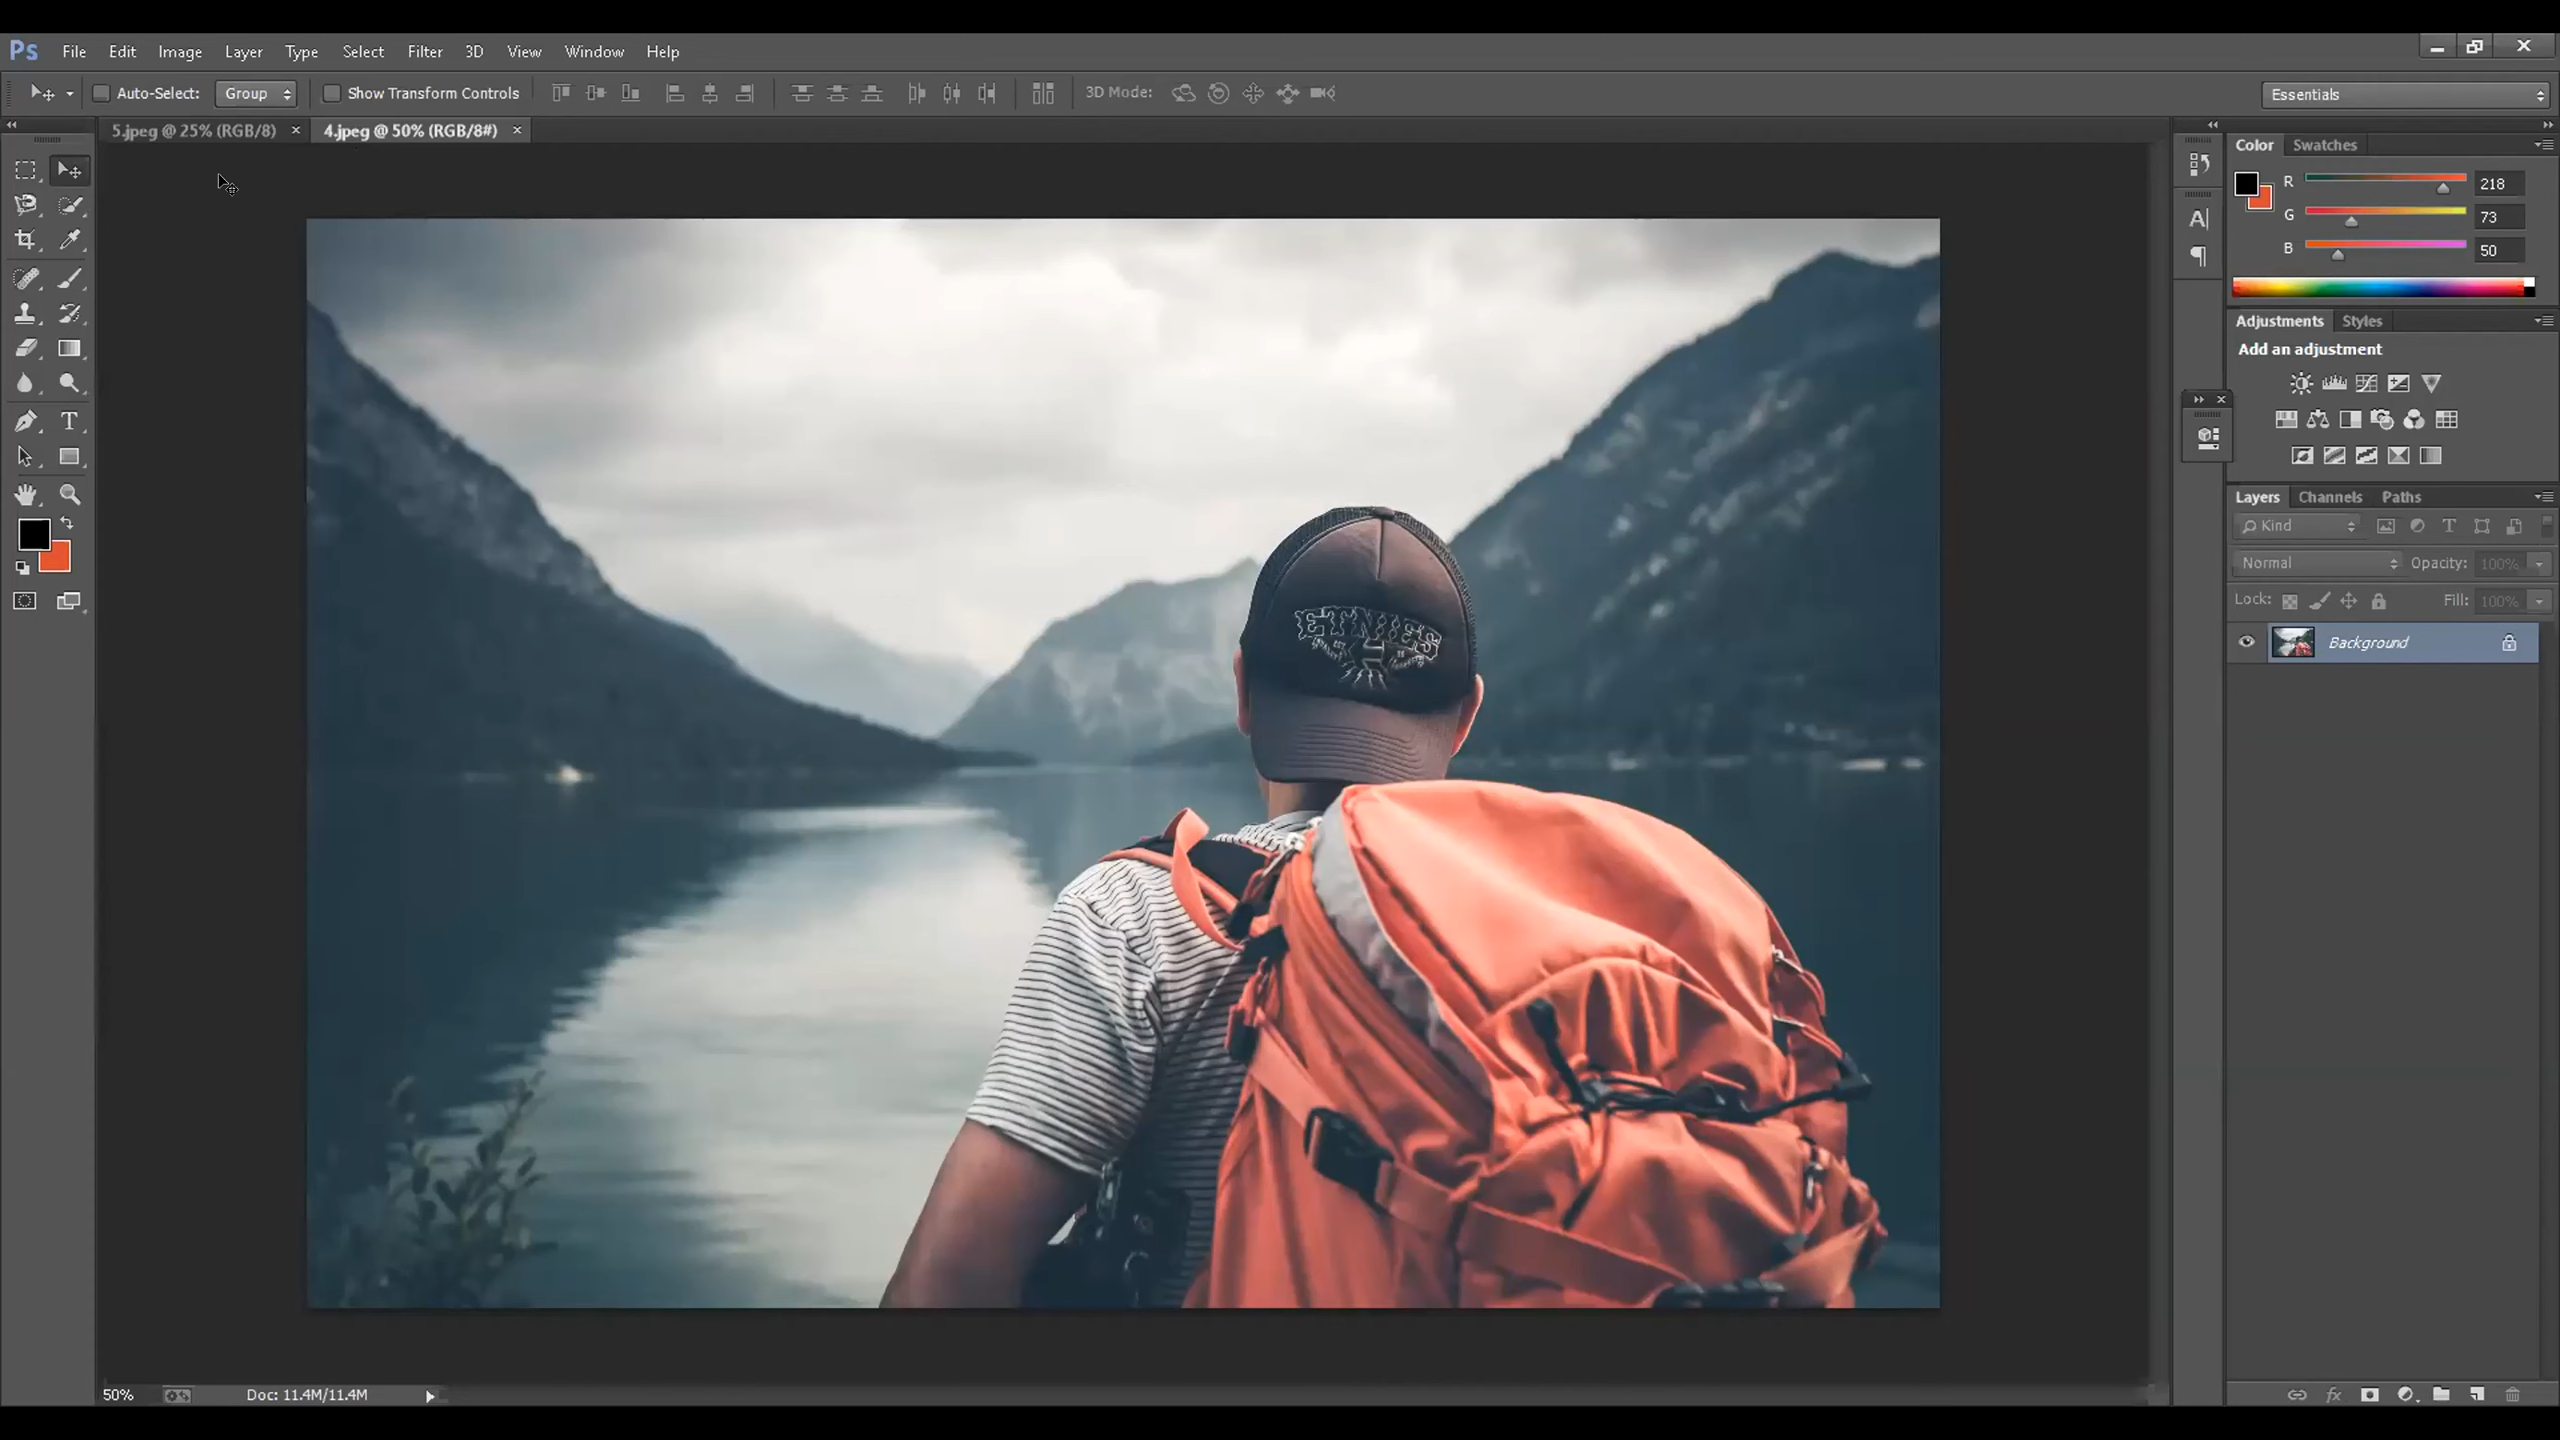 Ps File Edit Image Layer Type Select Filter 3D View Window Help
Auto-Select: Group Show Transform Controls 3D Mode: Essentials
5.jpeg @ 25% (RGB/8) × 4.jpeg @ 50% (RGB/8#) ×
Color Swatches
R 218
G 73
B 50
Adjustments Styles
Add an adjustment
Layers Channels Paths
Kind
Normal Opacity: 100%
Lock: Fill: 100%
Background
ETNIES
50% Doc: 11.4M/11.4M